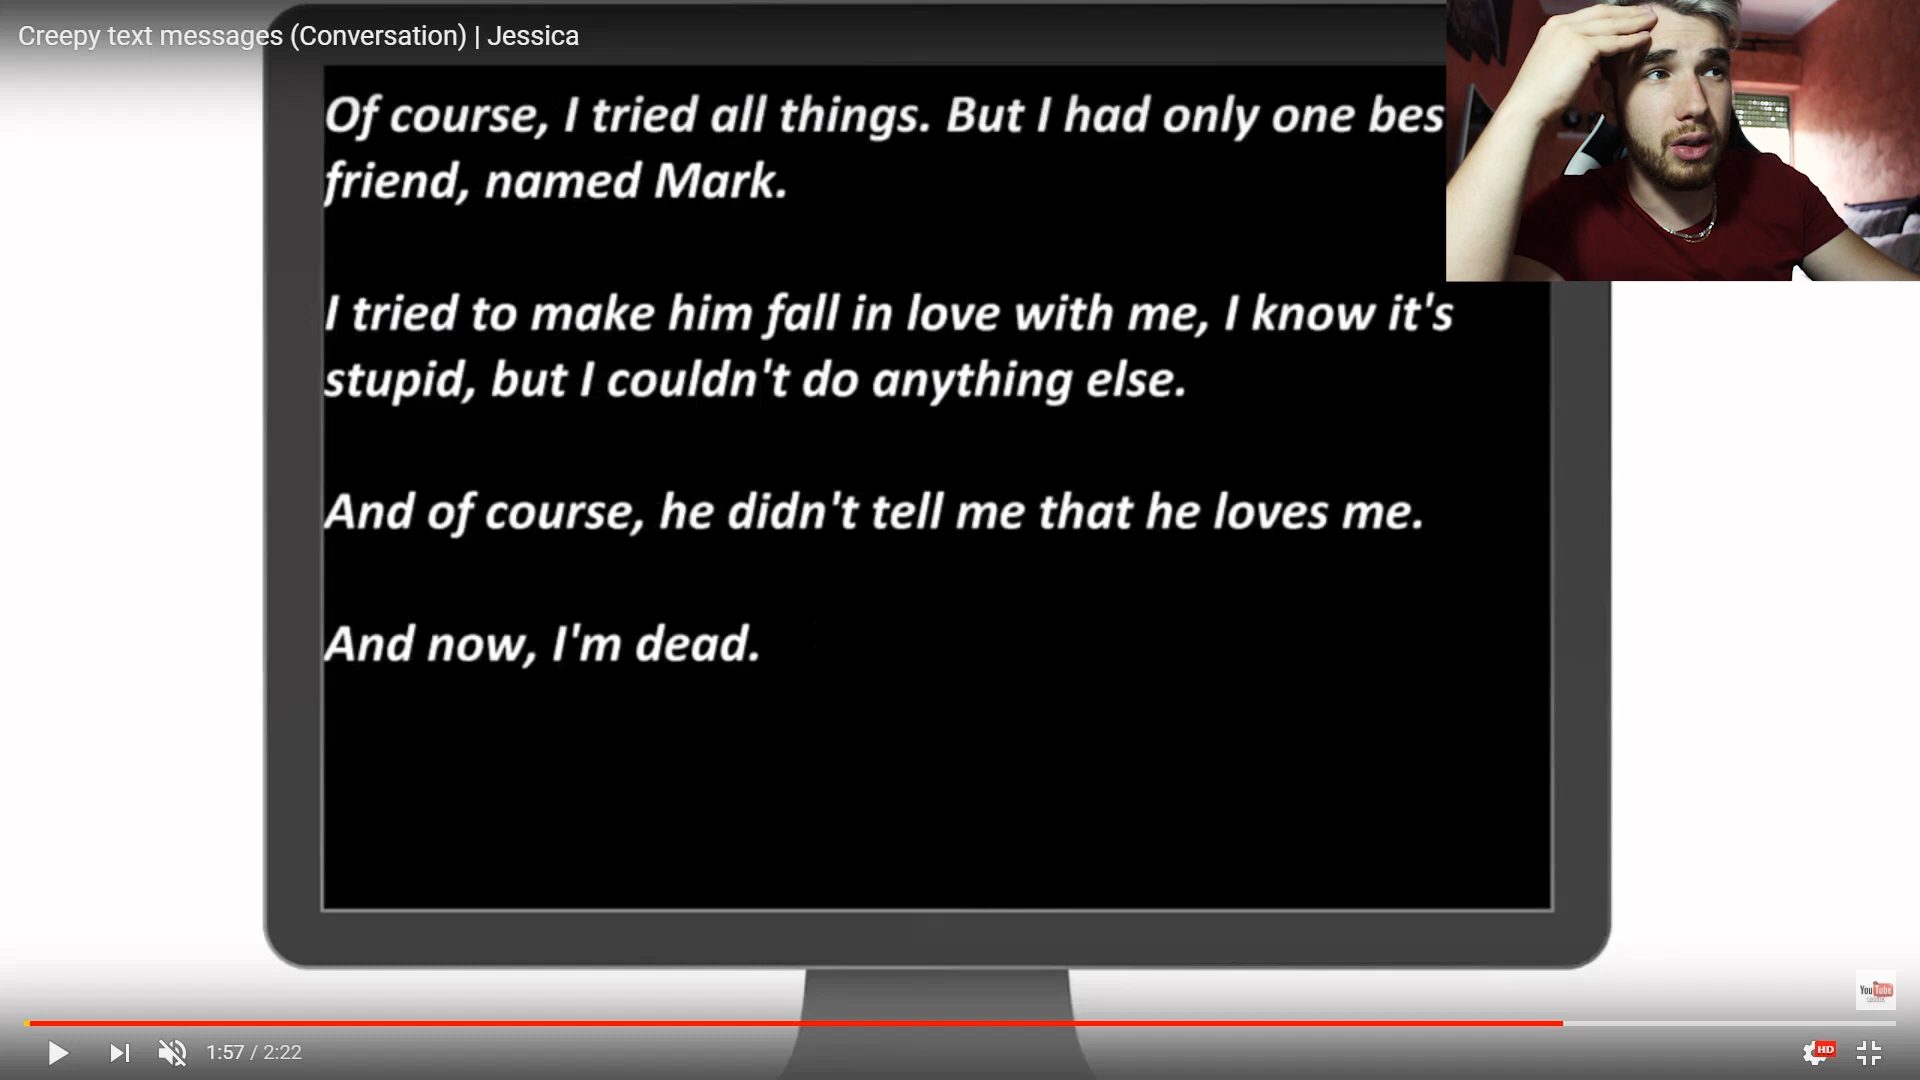 Creepy text messages (Conversation) | Jessica
Of course, I tried all things. But I had only one bes
friend, named Mark.
I tried to make him fall in love with me, I know it's
stupid, but I couldn't do anything else.
And of course, he didn't tell me that he loves me.
And now, I'm dead.
You Tube
1:57 / 2:22
HD